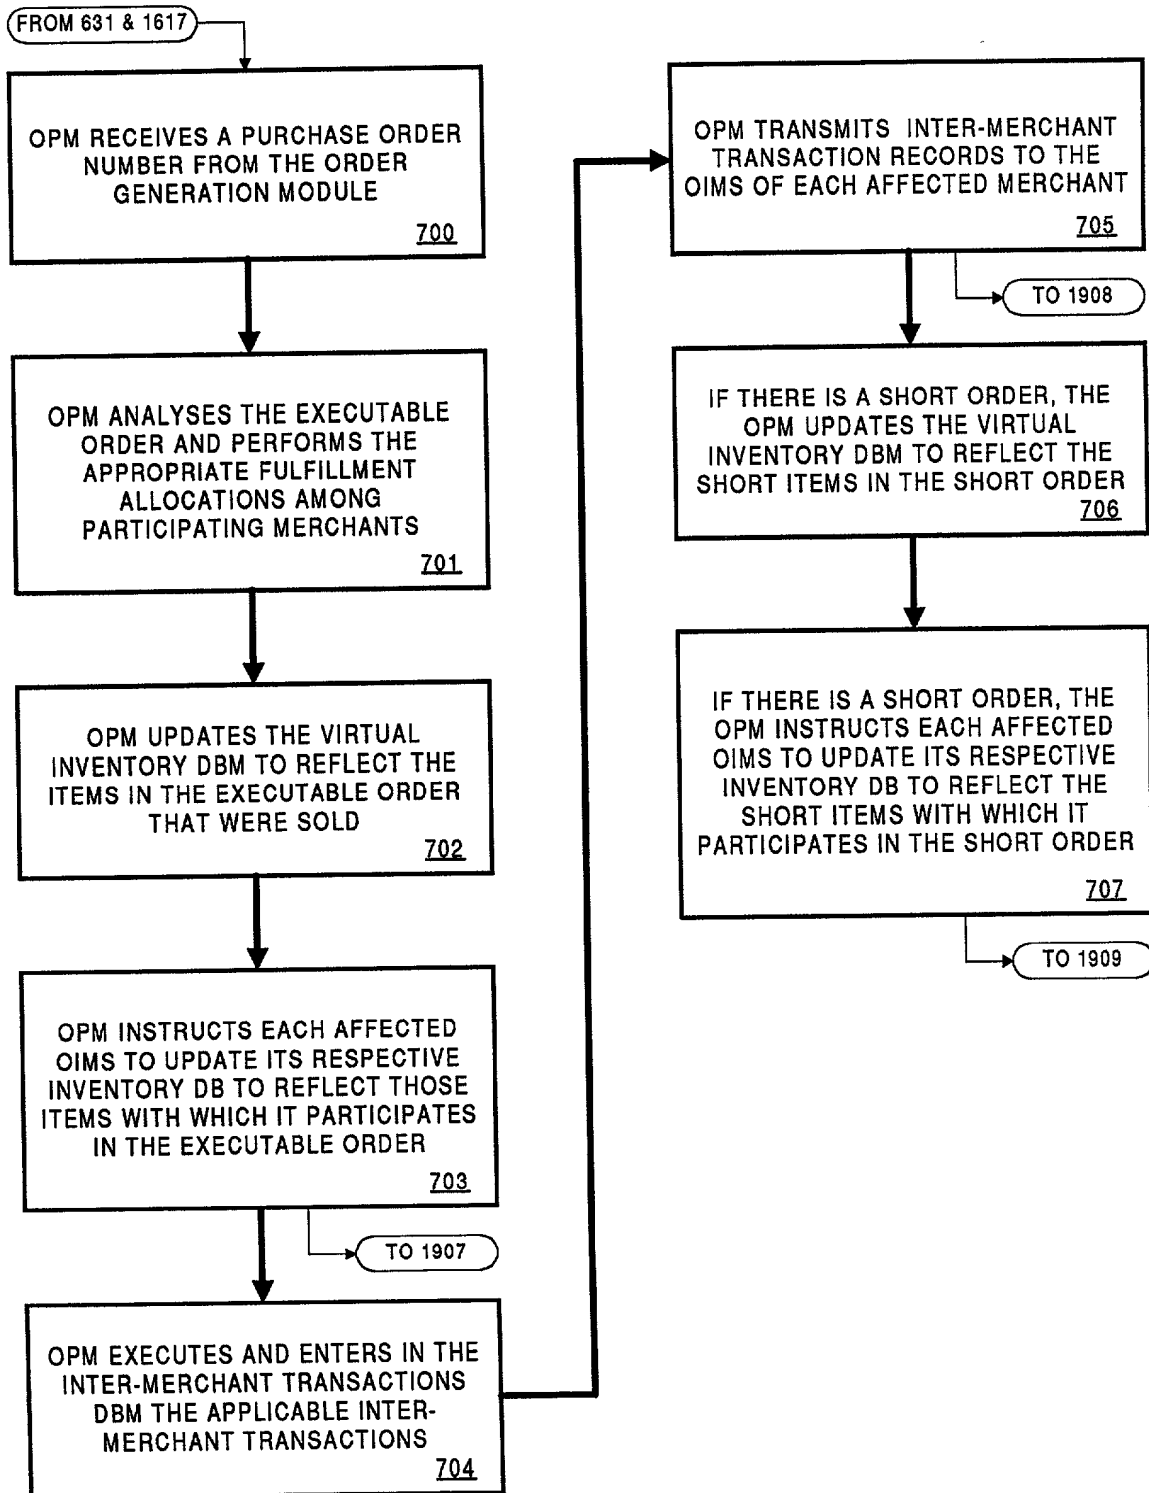 FROM 631 & 1617
OPM RECEIVES A PURCHASE ORDER
NUMBER FROM THE ORDER
GENERATION MODULE
700
OPM ANALYSES THE EXECUTABLE
ORDER AND PERFORMS THE
APPROPRIATE FULFILLMENT
ALLOCATIONS AMONG
PARTICIPATING MERCHANTS
701
OPM UPDATES THE VIRTUAL
INVENTORY DBM TO REFLECT THE
ITEMS IN THE EXECUTABLE ORDER
THAT WERE SOLD
702
OPM INSTRUCTS EACH AFFECTED
OIMS TO UPDATE ITS RESPECTIVE
INVENTORY DB TO REFLECT THOSE
ITEMS WITH WHICH IT PARTICIPATES
IN THE EXECUTABLE ORDER
703
TO 1907
OPM EXECUTES AND ENTERS IN THE
INTER-MERCHANT TRANSACTIONS
DBM THE APPLICABLE INTER-
MERCHANT TRANSACTIONS
704
OPM TRANSMITS INTER-MERCHANT
TRANSACTION RECORDS TO THE
OIMS OF EACH AFFECTED MERCHANT
705
TO 1908
IF THERE IS A SHORT ORDER, THE
OPM UPDATES THE VIRTUAL
INVENTORY DBM TO REFLECT THE
SHORT ITEMS IN THE SHORT ORDER
706
IF THERE IS A SHORT ORDER, THE
OPM INSTRUCTS EACH AFFECTED
OIMS TO UPDATE ITS RESPECTIVE
INVENTORY DB TO REFLECT THE
SHORT ITEMS WITH WHICH IT
PARTICIPATES IN THE SHORT ORDER
707
TO 1909